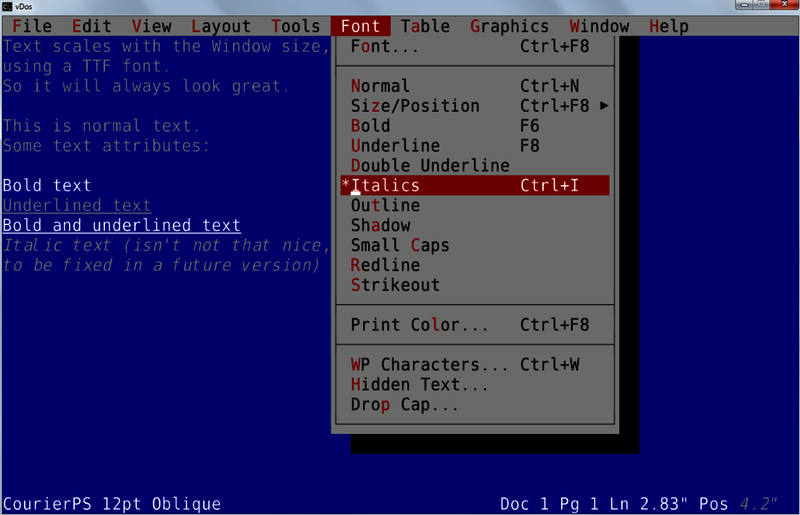 vDos
File Edit View Layout Tools Font Table Graphics Window Help
Text scales with the Window size,
using a TTF font.
So it will always look great.
This is normal text.
Some text attributes:
Bold text
Underlined text
Bold and underlined text
Italic text (isn't not that nice,
to be fixed in a future version)
Font... Ctrl+F8
Normal Ctrl+N
Size/Position Ctrl+F8 ►
Bold F6
Underline F8
Double Underline
*Italics Ctrl+I
Outline
Shadow
Small Caps
Redline
Strikeout
Print Color... Ctrl+F8
WP Characters... Ctrl+W
Hidden Text...
Drop Cap...
CourierPS 12pt Oblique Doc 1 Pg 1 Ln 2.83" Pos 4.2"